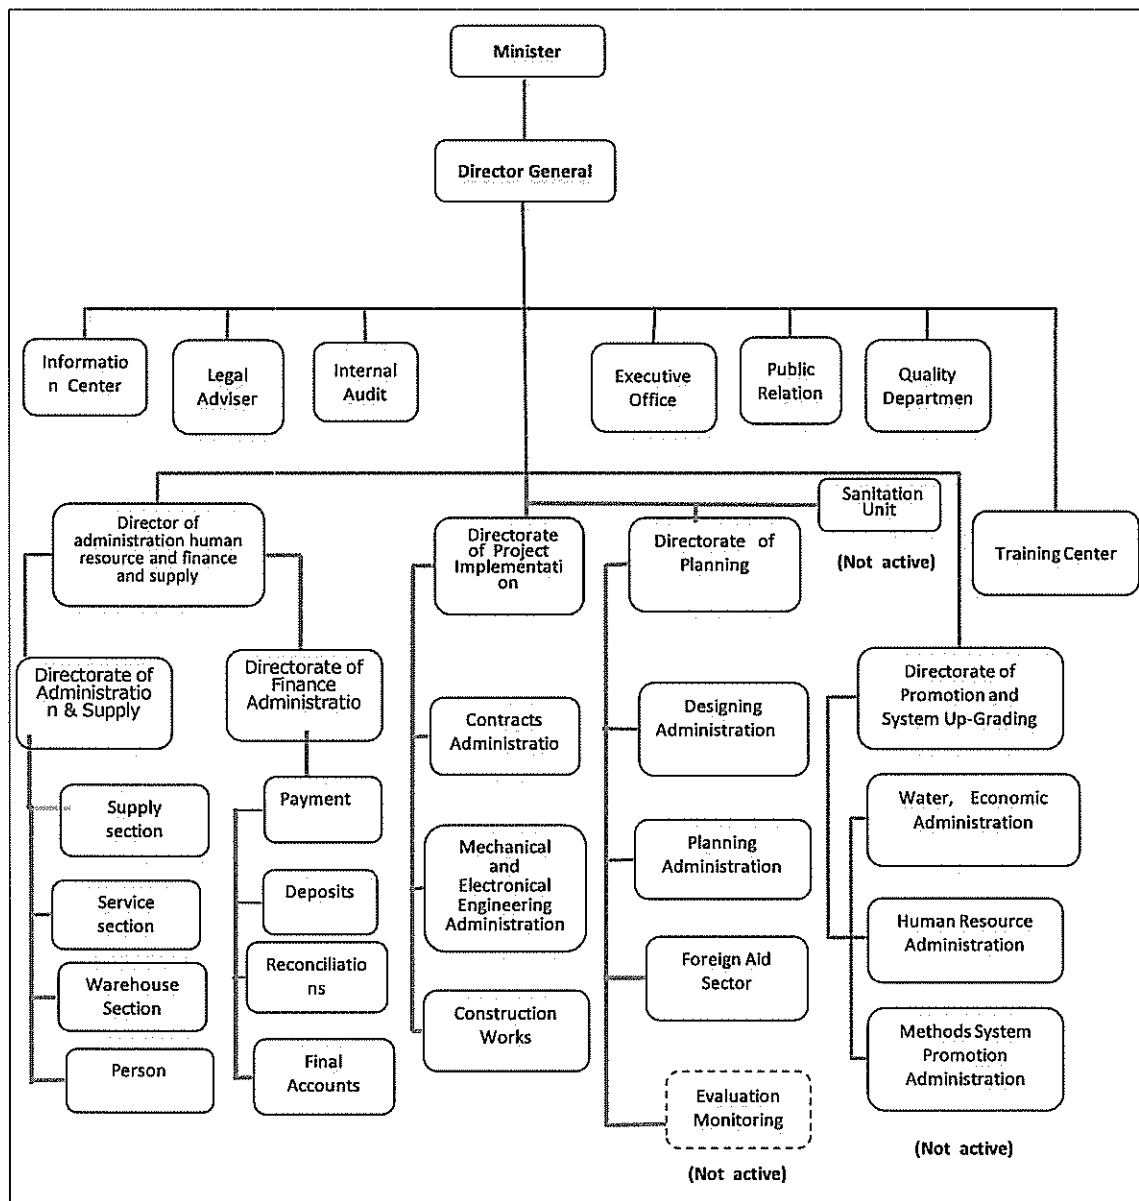 Minister
Director General
Informatio
n Center
Legal
Adviser
Internal
Audit
Executive
Office
Public
Relation
Quality
Departmen
Sanitation
Unit
(Not active)
Training Center
Director of
administration human
resource and finance
and supply
Directorate
of Project
Implementati
on
Directorate of
Planning
Directorate of
Administratio
n & Supply
Directorate of
Finance
Administratio
Directorate of
Promotion and
System Up-Grading
Supply
section
Service
section
Warehouse
Section
Person
Payment
Deposits
Reconciliatio
ns
Final
Accounts
Contracts
Administratio
Mechanical
and
Electronical
Engineering
Administration
Construction
Works
Designing
Administration
Planning
Administration
Foreign Aid
Sector
Evaluation
Monitoring
(Not active)
Water, Economic
Administration
Human Resource
Administration
Methods System
Promotion
Administration
(Not active)